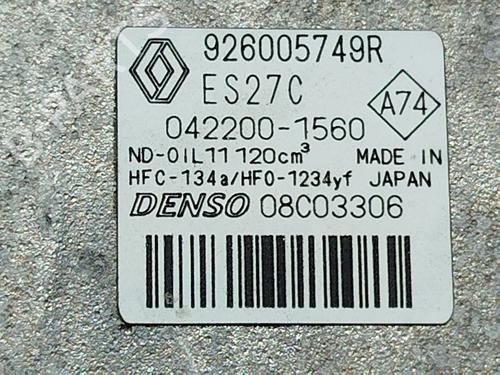 926005749R
ES27C
A74
042200-1560
ND-OIL11 120cm³ MADE IN
HFC-134a/HFO-1234yf JAPAN
DENSO 08C03306